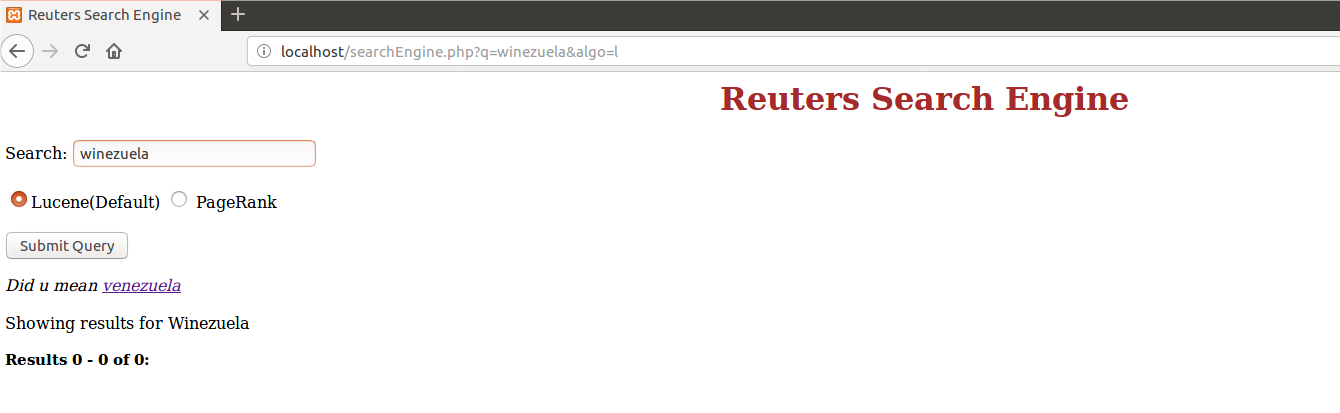 Reuters Search Engine
localhost/searchEngine.php?q=winezuela&algo=l
Reuters Search Engine
Search: winezuela
Lucene(Default) PageRank
Submit Query
Did u mean venezuela
Showing results for Winezuela
Results 0 - 0 of 0: